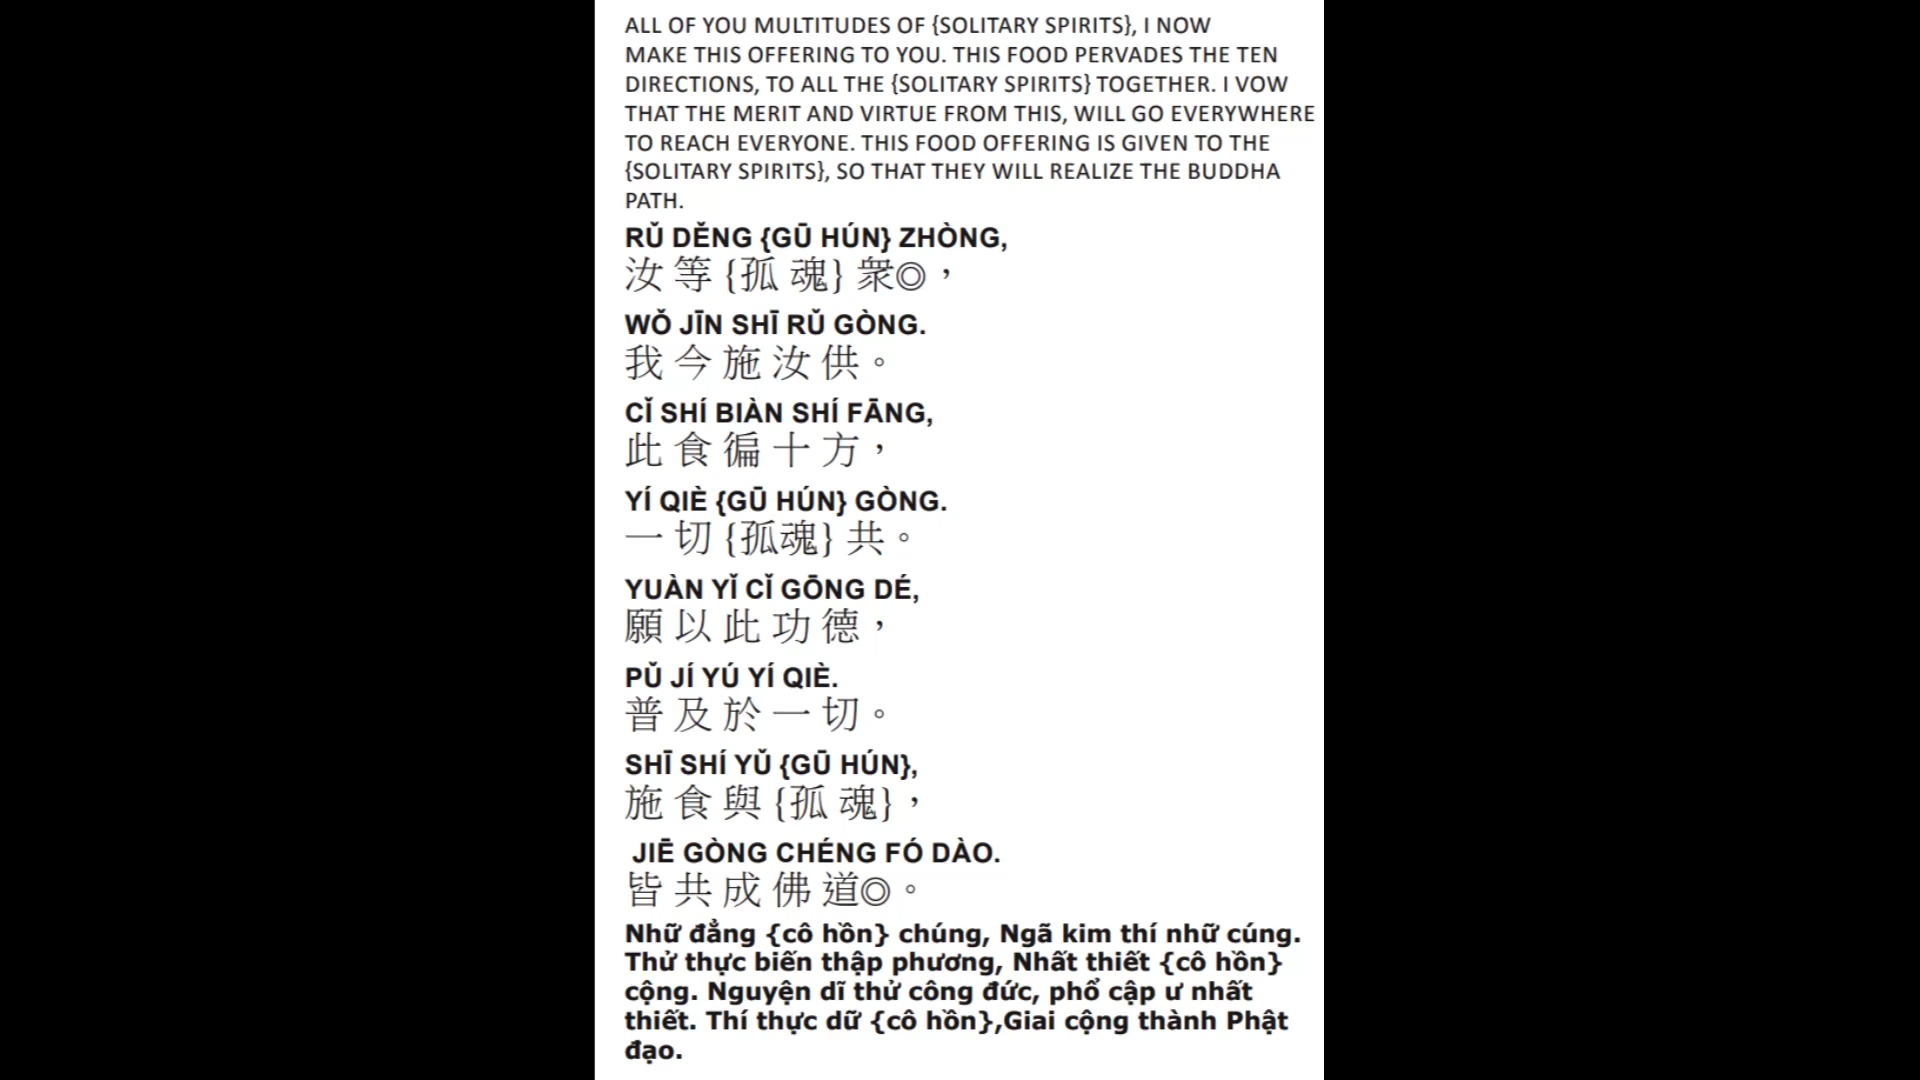 ALL OF YOU MULTITUDES OF {SOLITARY SPIRITS}, I NOW
MAKE THIS OFFERING TO YOU. THIS FOOD PERVADES THE TEN
DIRECTIONS, TO ALL THE {SOLITARY SPIRITS} TOGETHER. I VOW
THAT THE MERIT AND VIRTUE FROM THIS, WILL GO EVERYWHERE
TO REACH EVERYONE. THIS FOOD OFFERING IS GIVEN TO THE
{SOLITARY SPIRITS}, SO THAT THEY WILL REALIZE THE BUDDHA
PATH.
RǓ DĚNG {GŪ HÚN} ZHÒNG,
汝 等 {孤 魂} 衆◎，
WǑ JĪN SHĪ RǓ GÒNG.
我 今 施 汝 供。
CǏ SHÍ BIÀN SHÍ FĀNG,
此 食 徧 十 方，
YÍ QIÈ {GŪ HÚN} GÒNG.
一 切 {孤魂} 共。
YUÀN YǏ CǏ GŌNG DÉ,
願 以 此 功 德，
PǓ JÍ YÚ YÍ QIÈ.
普 及 於 一 切。
SHĪ SHÍ YǓ {GŪ HÚN},
施 食 與 {孤 魂}，
JIĒ GÒNG CHÉNG FÓ DÀO.
皆 共 成 佛 道◎。
Nhữ đẳng {cô hồn} chúng, Ngã kim thí nhữ cúng.
Thử thực biến thập phương, Nhất thiết {cô hồn}
cộng. Nguyện dĩ thử công đức, phổ cập ư nhất
thiết. Thí thực dữ {cô hồn},Giai cộng thành Phật
đạo.